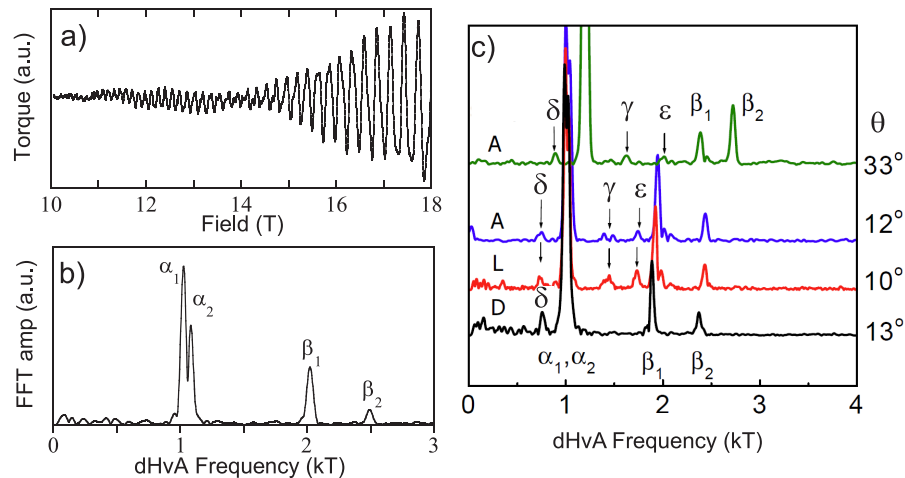 a)
Torque (a.u.)
10 12 14 16 18
Field (T)
b)
FFT amp (a.u.)
α1
α2
β1
β2
0 1 2 3
dHvA Frequency (kT)
c)
θ
A δ γ ε β1 β2 33°
A δ γ ε 12°
L 10°
D δ 13°
α1,α2 β1 β2
0 1 2 3 4
dHvA Frequency (kT)